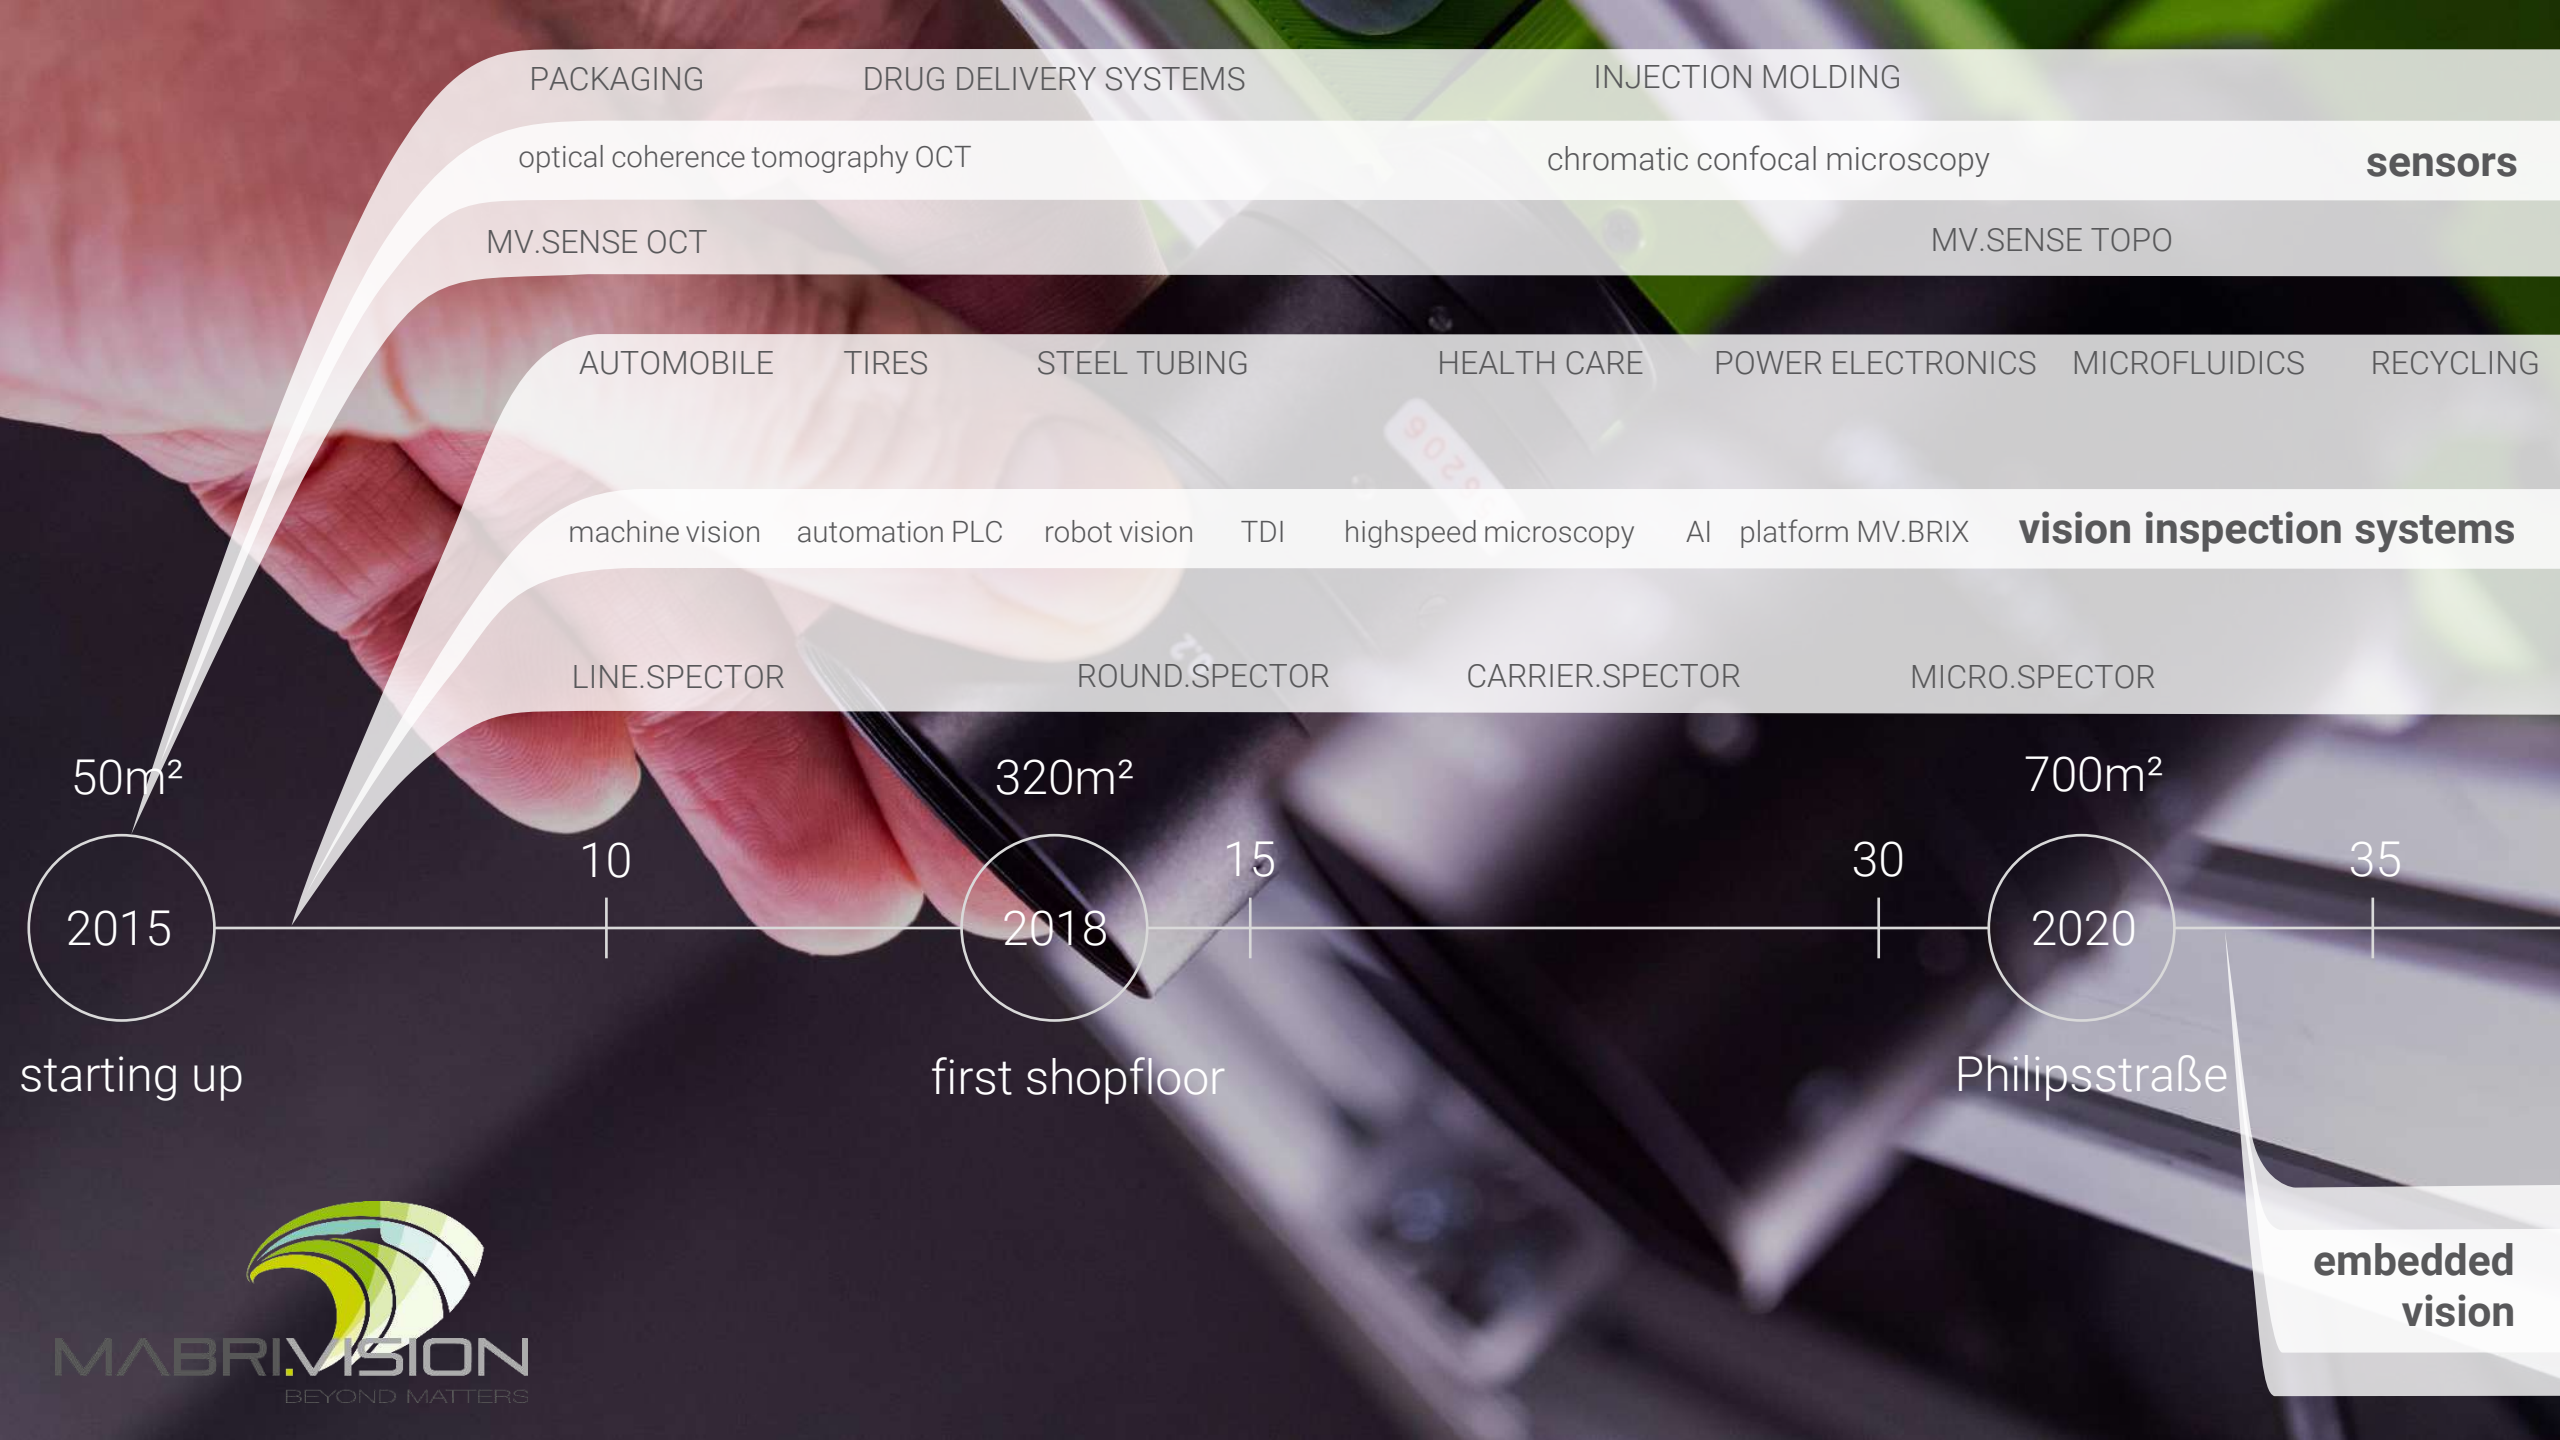 PACKAGING DRUG DELIVERY SYSTEMS INJECTION MOLDING
optical coherence tomography OCT chromatic confocal microscopy sensors
MV.SENSE OCT MV.SENSE TOPO
AUTOMOBILE TIRES STEEL TUBING HEALTH CARE POWER ELECTRONICS MICROFLUIDICS RECYCLING
machine vision automation PLC robot vision TDI highspeed microscopy AI platform MV.BRIX vision inspection systems
LINE.SPECTOR ROUND.SPECTOR CARRIER.SPECTOR MICRO.SPECTOR
50m² 320m² 700m²
10 15 30 35
2015 2018 2020
starting up first shopfloor Philipsstraße
embedded
vision
MABRI.VISION
BEYOND MATTERS